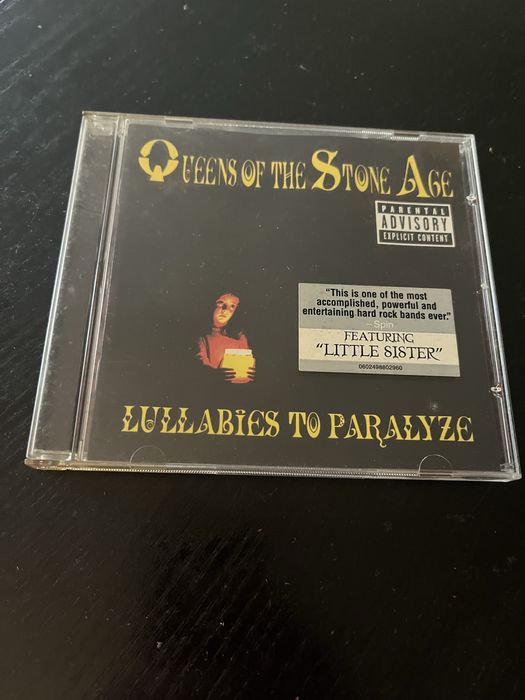 QUEENS OF THE STONE AGE
PARENTAL
ADVISORY
EXPLICIT CONTENT
"This is one of the most
accomplished, powerful and
entertaining hard rock bands ever."
–Spin
FEATURING
"LITTLE SISTER"
0602498802960
LULLABIES TO PARALYZE